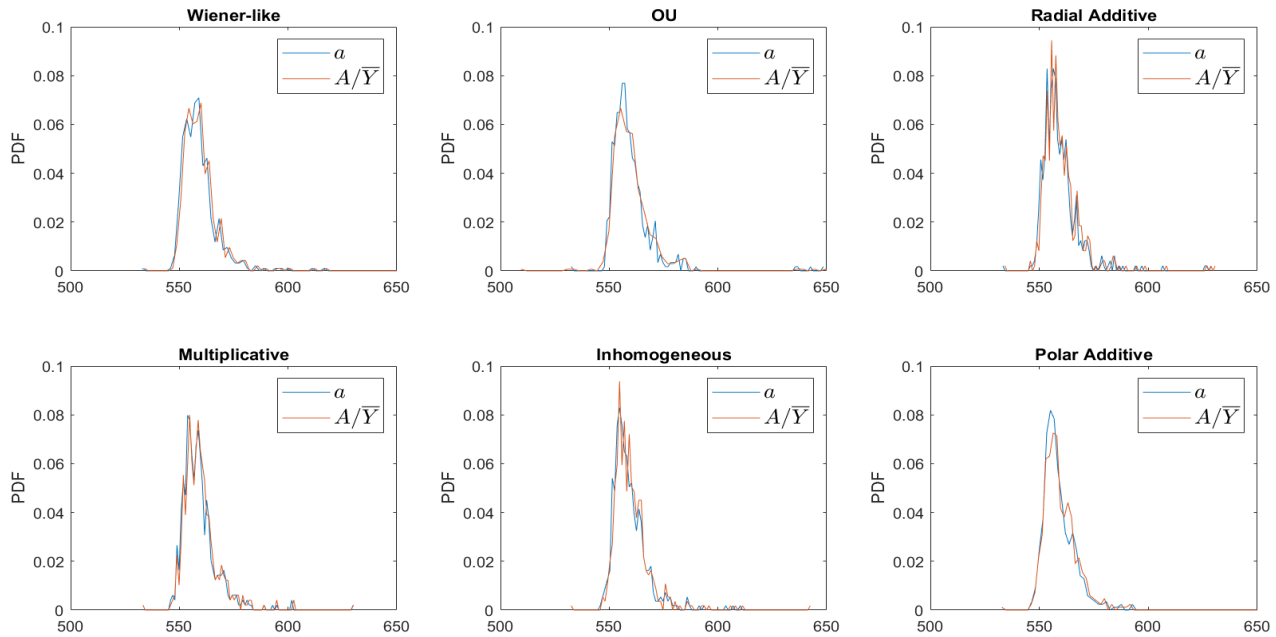 Wiener-like
PDF
0.1
0.08
0.06
0.04
0.02
0
500 550 600 650
a
A/Y̅
OU
PDF
0.1
0.08
0.06
0.04
0.02
0
500 550 600 650
a
A/Y̅
Radial Additive
PDF
0.1
0.08
0.06
0.04
0.02
0
500 550 600 650
a
A/Y̅
Multiplicative
PDF
0.1
0.08
0.06
0.04
0.02
0
500 550 600 650
a
A/Y̅
Inhomogeneous
PDF
0.1
0.08
0.06
0.04
0.02
0
500 550 600 650
a
A/Y̅
Polar Additive
PDF
0.1
0.08
0.06
0.04
0.02
0
500 550 600 650
a
A/Y̅